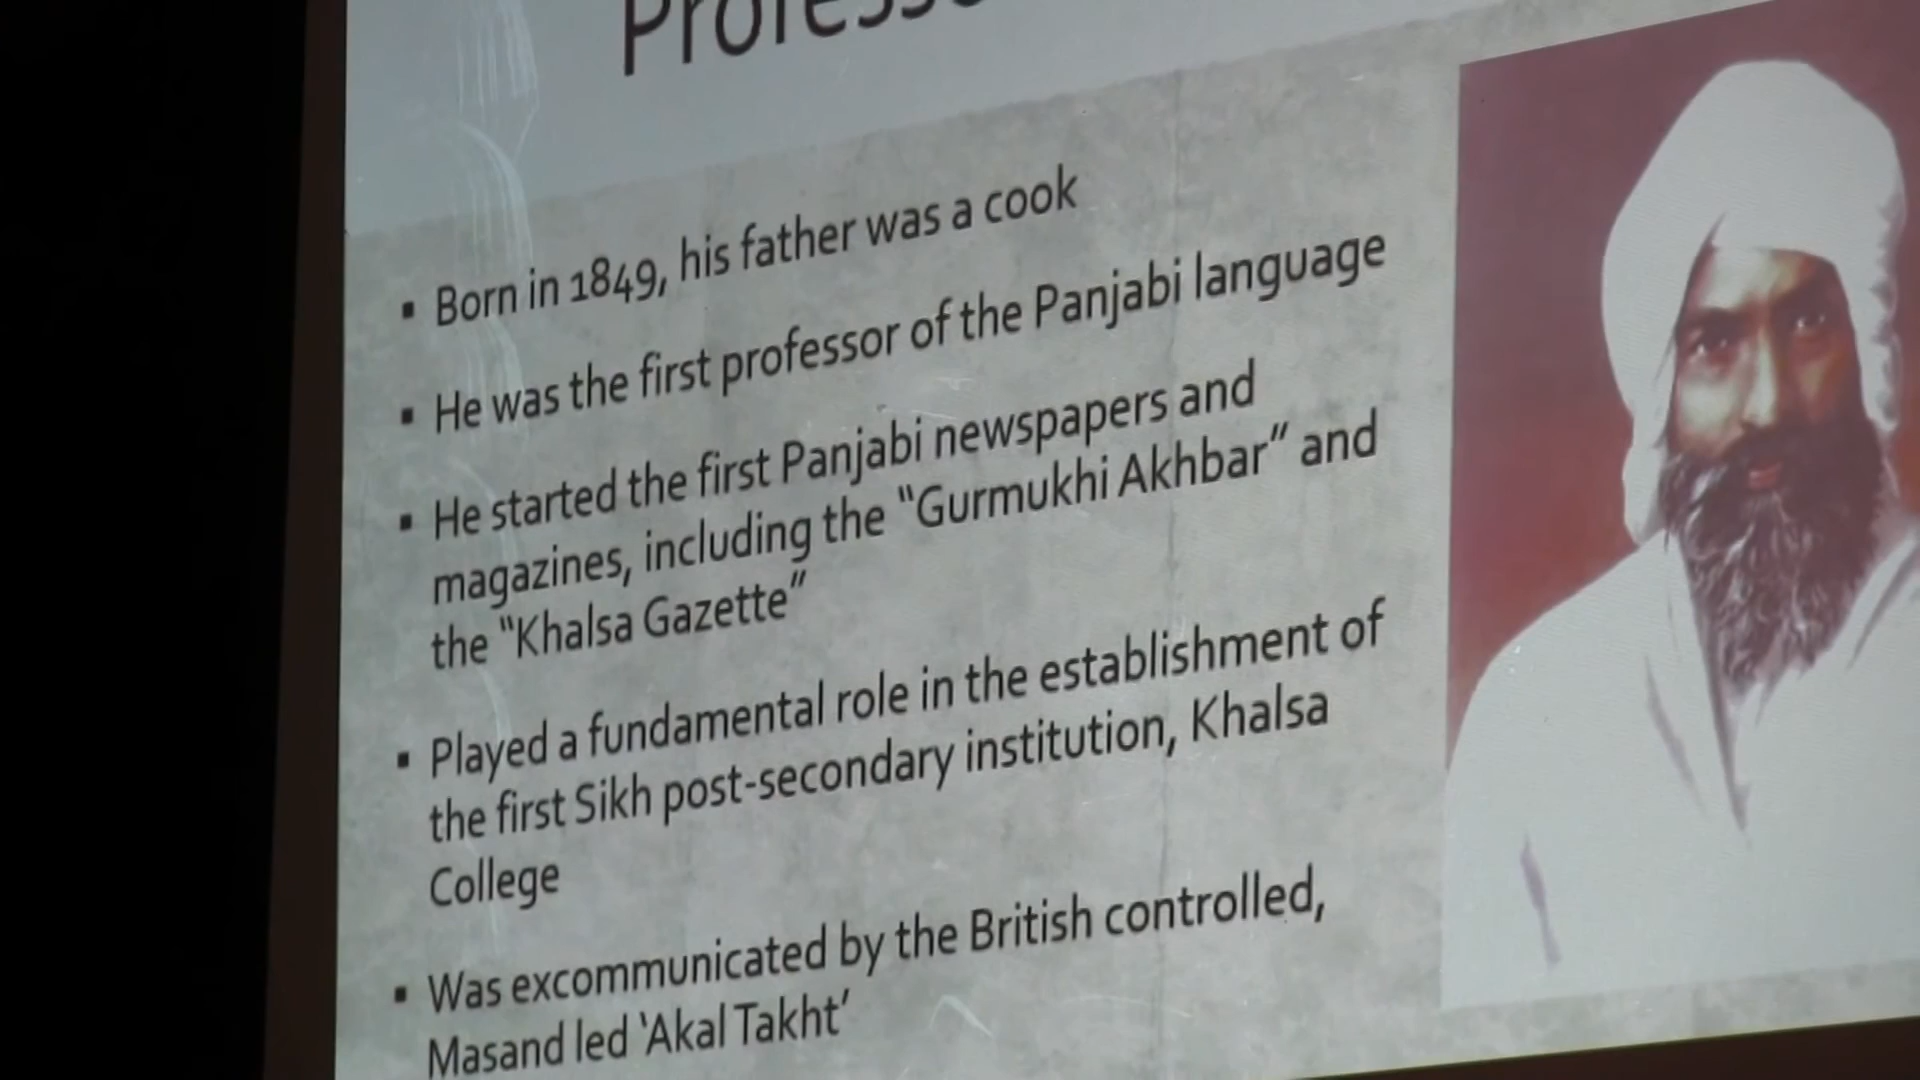 ▪ Born in 1849, his father was a cook
▪ He was the first professor of the Panjabi language
▪ He started the first Panjabi newspapers and
magazines, including the “Gurmukhi Akhbar” and
the “Khalsa Gazette”
▪ Played a fundamental role in the establishment of
the first Sikh post-secondary institution, Khalsa
College
▪ Was excommunicated by the British controlled,
Masand led ‘Akal Takht’